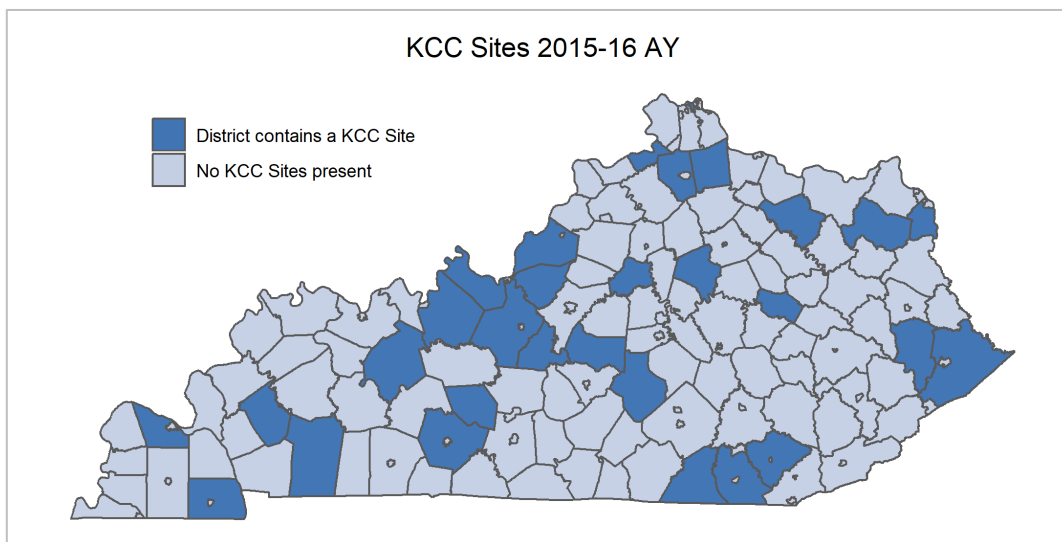 KCC Sites 2015-16 AY
District contains a KCC Site
No KCC Sites present